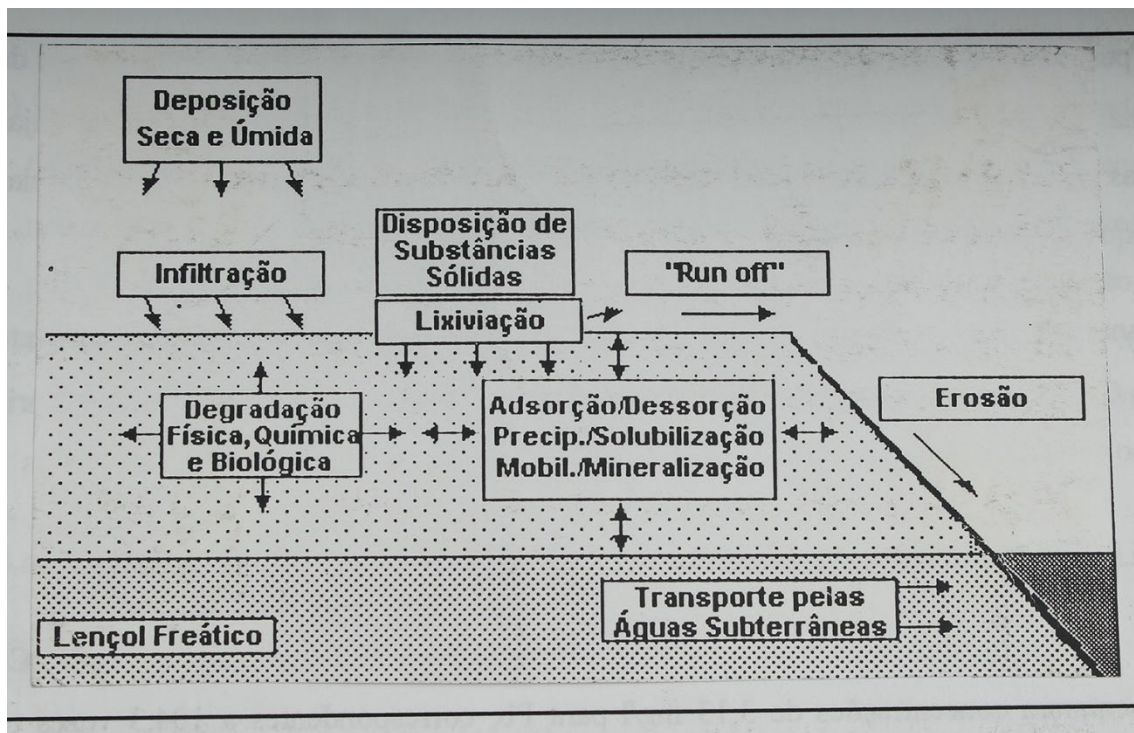 Deposição
Seca e Úmida
Disposição de
Substâncias
Sólidas
Infiltração
"Run off"
Lixiviação
Degradação
Física, Química
e Biológica
Adsorção/Dessorção
Precip./Solubilização
Mobil./Mineralização
Erosão
Transporte pelas
Águas Subterrâneas
Lençol Freático